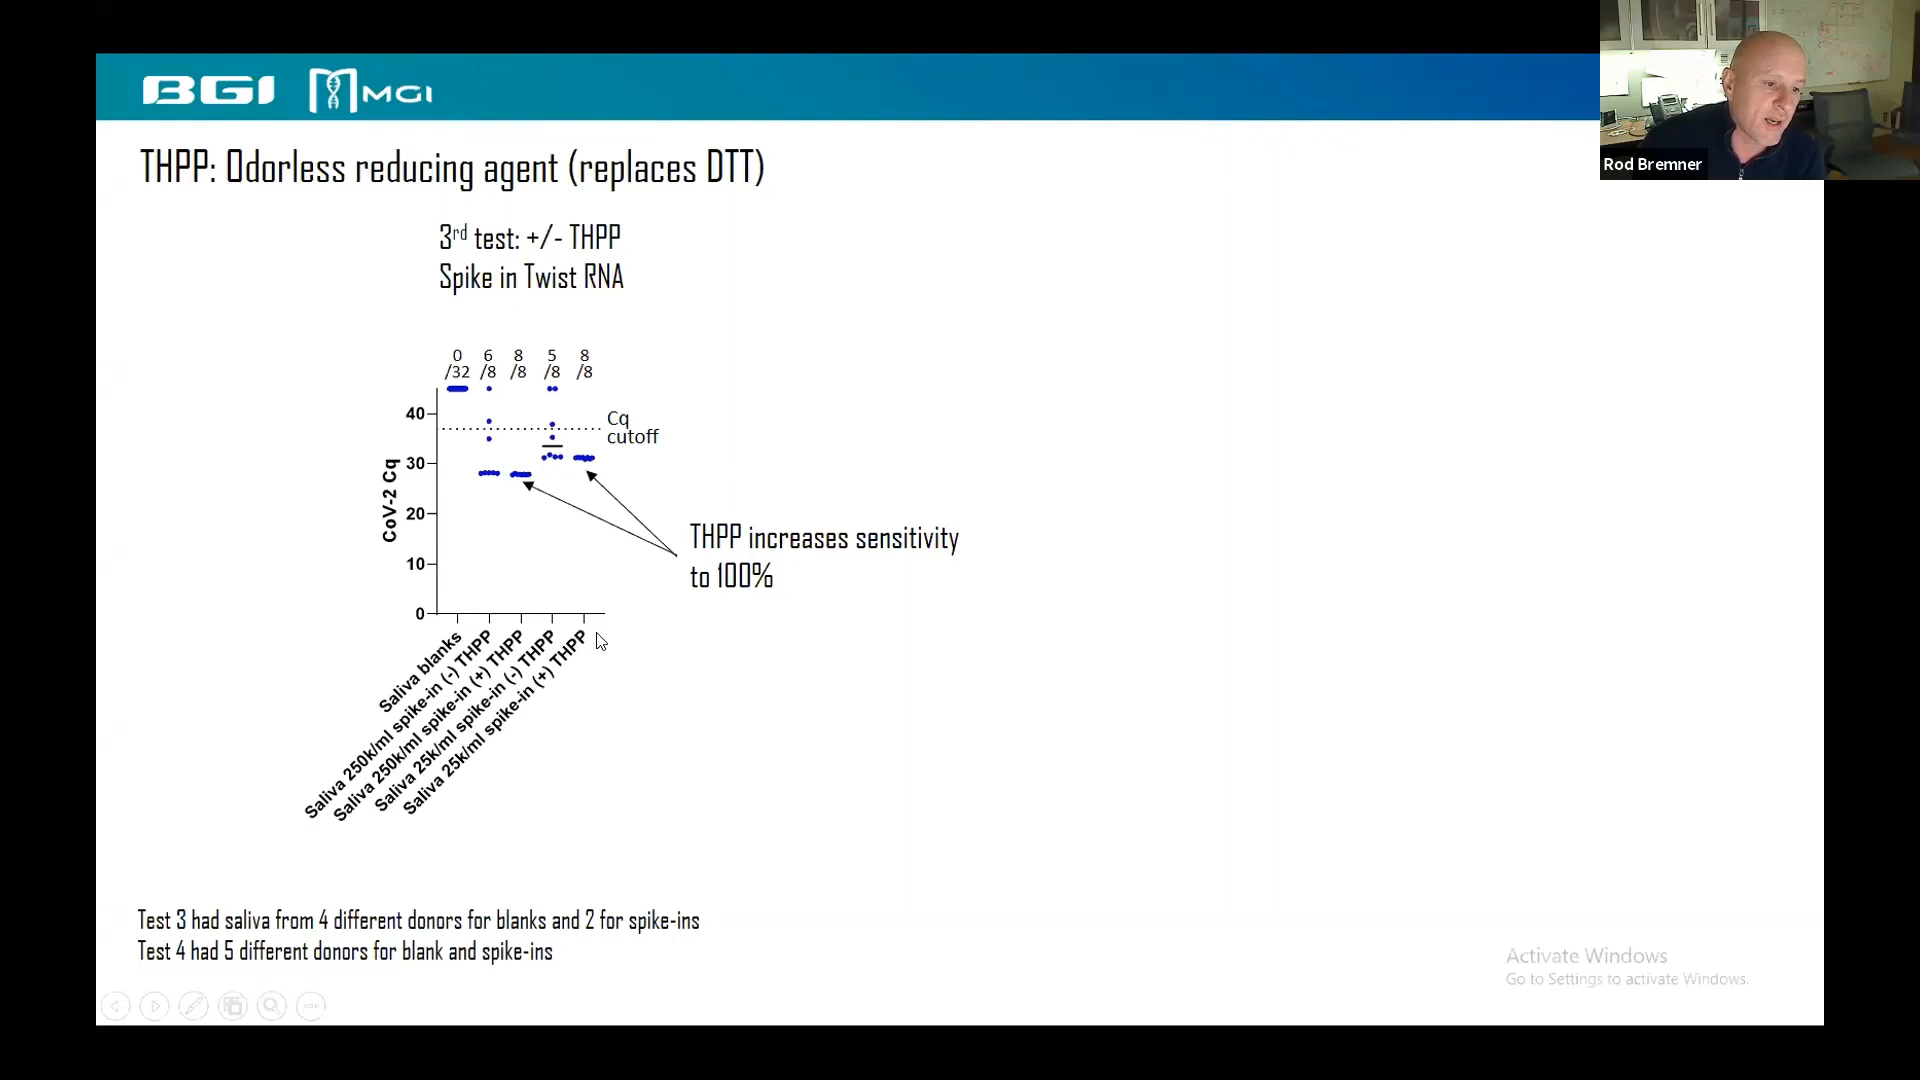 BGI MGI
Rod Bremner
THPP: Odorless reducing agent (replaces DTT)
3rd test: +/- THPP
Spike in Twist RNA
0 6 8 5 8
/32 /8 /8 /8 /8
Cq
cutoff
CoV-2 Cq
40
30
20
10
0
THPP increases sensitivity
to 100%
Saliva blanks
Saliva 250k/ml spike-in (-) THPP
Saliva 250k/ml spike-in (+) THPP
Saliva 25k/ml spike-in (-) THPP
Saliva 25k/ml spike-in (+) THPP
Test 3 had saliva from 4 different donors for blanks and 2 for spike-ins
Test 4 had 5 different donors for blank and spike-ins
Activate Windows
Go to Settings to activate Windows.